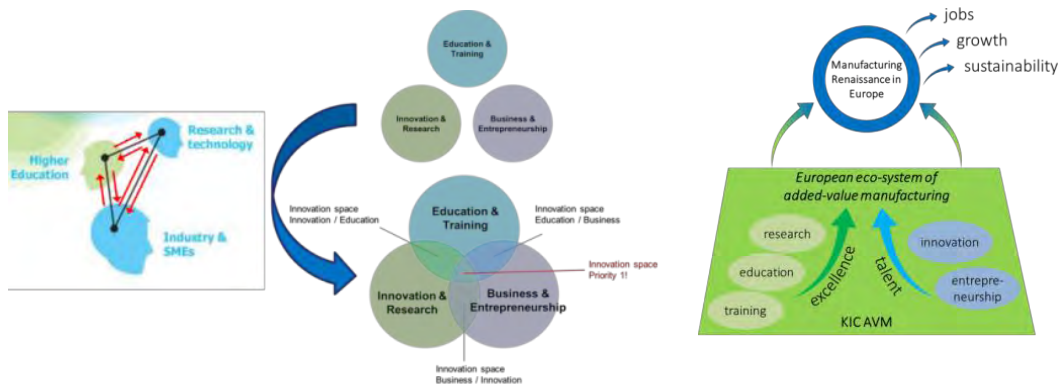 Research &
technology
Higher
Education
Industry &
SMEs
Education &
Training
Innovation &
Research
Business &
Entrepreneurship
Innovation space
Innovation / Education
Education &
Training
Innovation space
Education / Business
Innovation space
Priority 1!
Innovation &
Research
Business &
Entrepreneurship
Innovation space
Business / Innovation
jobs
growth
sustainability
Manufacturing
Renaissance in
Europe
European eco-system of
added-value manufacturing
research
education
training
excellence
talent
innovation
entrepre-
neurship
KIC AVM